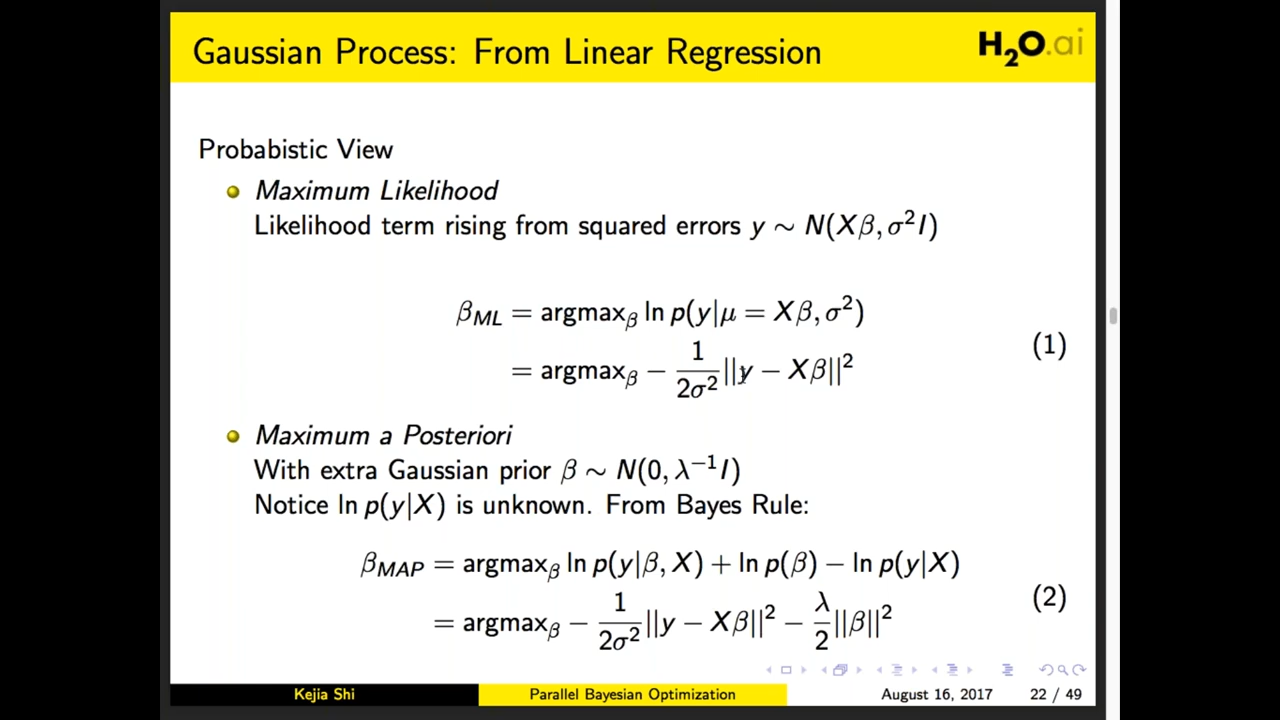 Gaussian Process: From Linear Regression
H2O.ai
Probabistic View
Maximum Likelihood
Likelihood term rising from squared errors y ∼ N(Xβ, σ²I)
β_ML = argmax_β ln p(y|μ = Xβ, σ²)
= argmax_β − 1/2σ² ||y − Xβ||²
(1)
Maximum a Posteriori
With extra Gaussian prior β ∼ N(0, λ⁻¹I)
Notice ln p(y|X) is unknown. From Bayes Rule:
β_MAP = argmax_β ln p(y|β, X) + ln p(β) − ln p(y|X)
= argmax_β − 1/2σ² ||y − Xβ||² − λ/2 ||β||²
(2)
Kejia Shi Parallel Bayesian Optimization August 16, 2017 22 / 49